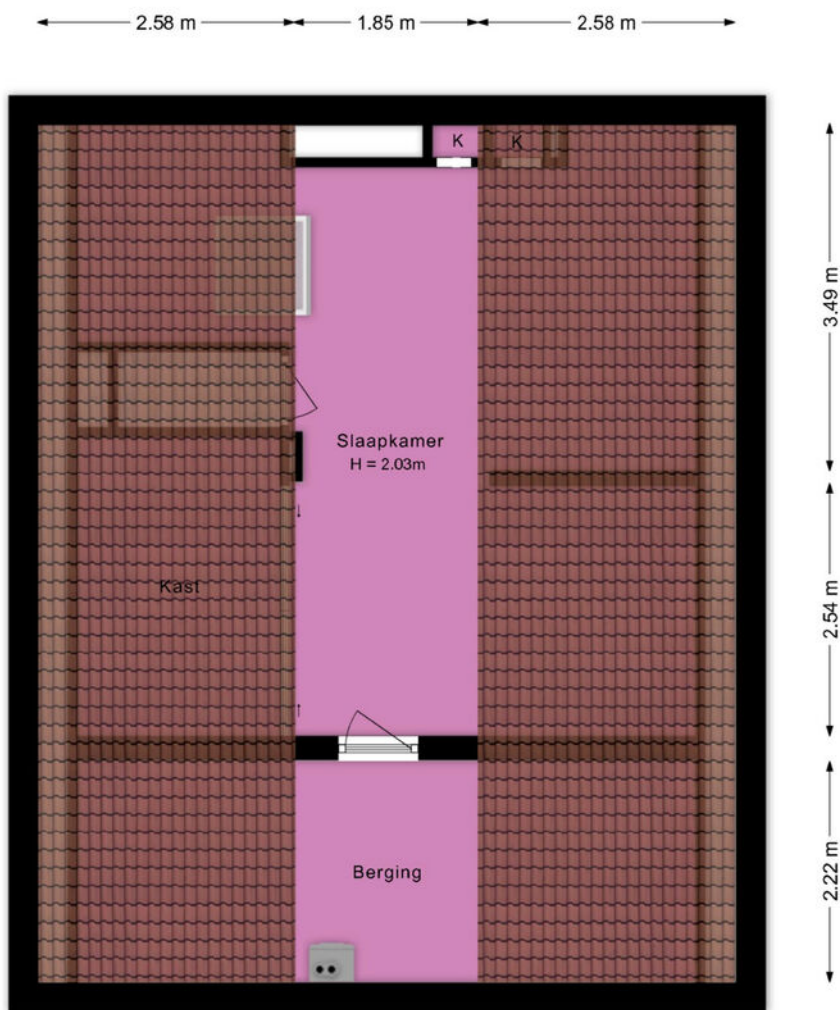 2.58 m 1.85 m 2.58 m
K K
3.49 m
Slaapkamer
H = 2.03m
2.54 m
Kast
Berging
2.22 m